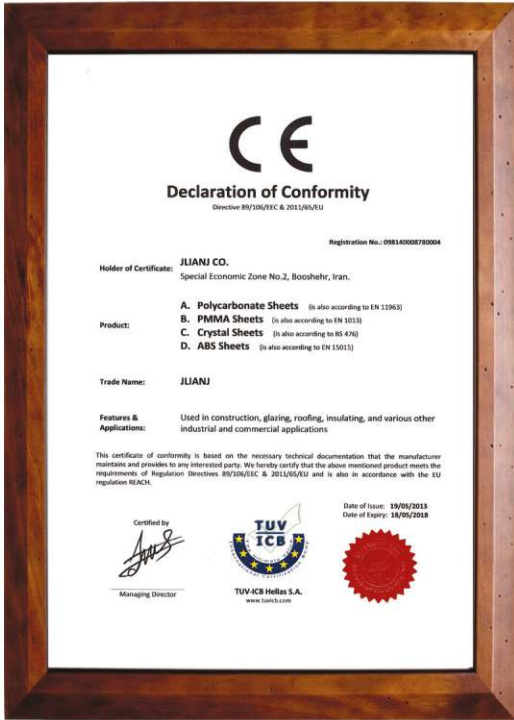 CE
Declaration of Conformity
Directive 89/106/EEC & 2011/65/EU
Registration No.: 098140008780004
Holder of Certificate:
JLIANJ CO.
Special Economic Zone No.2, Booshehr, Iran.
Product:
A. Polycarbonate Sheets (is also according to EN 11963)
B. PMMA Sheets (is also according to EN 1013)
C. Crystal Sheets (is also according to BS 476)
D. ABS Sheets (is also according to EN 15015)
Trade Name: JLIANJ
Features &
Applications:
Used in construction, glazing, roofing, insulating, and various other
industrial and commercial applications
This certificate of conformity is based on the necessary technical documentation that the manufacturer
maintains and provides to any interested party. We hereby certify that the above mentioned product meets the
requirements of Regulation Directives 89/106/EEC & 2011/65/EU and is also in accordance with the EU
regulation REACH.
Date of Issue: 19/05/2013
Date of Expiry: 18/05/2018
Certified by
TUV
ICB
Managing Director
TUV-ICB Hellas S.A.
www.tuvicb.com